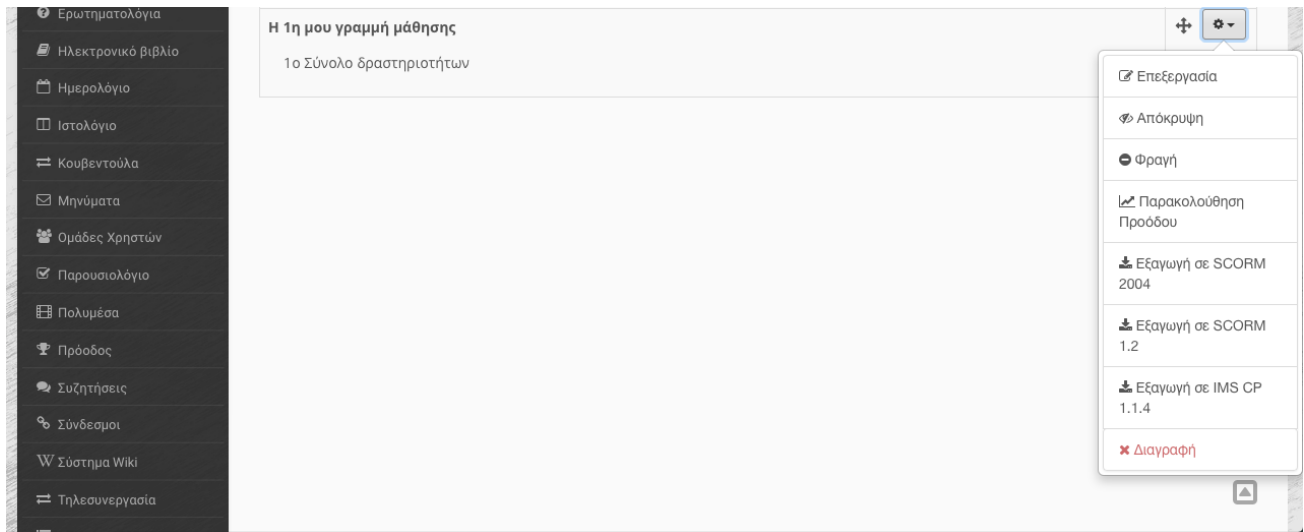 Ερωτηματολόγια
Ηλεκτρονικό βιβλίο
Ημερολόγιο
Ιστολόγιο
Κουβεντούλα
Μηνύματα
Ομάδες Χρηστών
Παρουσιολόγιο
Πολυμέσα
Πρόοδος
Συζητήσεις
Σύνδεσμοι
Σύστημα Wiki
Τηλεσυνεργασία
Η 1η μου γραμμή μάθησης
1ο Σύνολο δραστηριοτήτων
Επεξεργασία
Απόκρυψη
Φραγή
Παρακολούθηση
Προόδου
Εξαγωγή σε SCORM
2004
Εξαγωγή σε SCORM
1.2
Εξαγωγή σε IMS CP
1.1.4
Διαγραφή